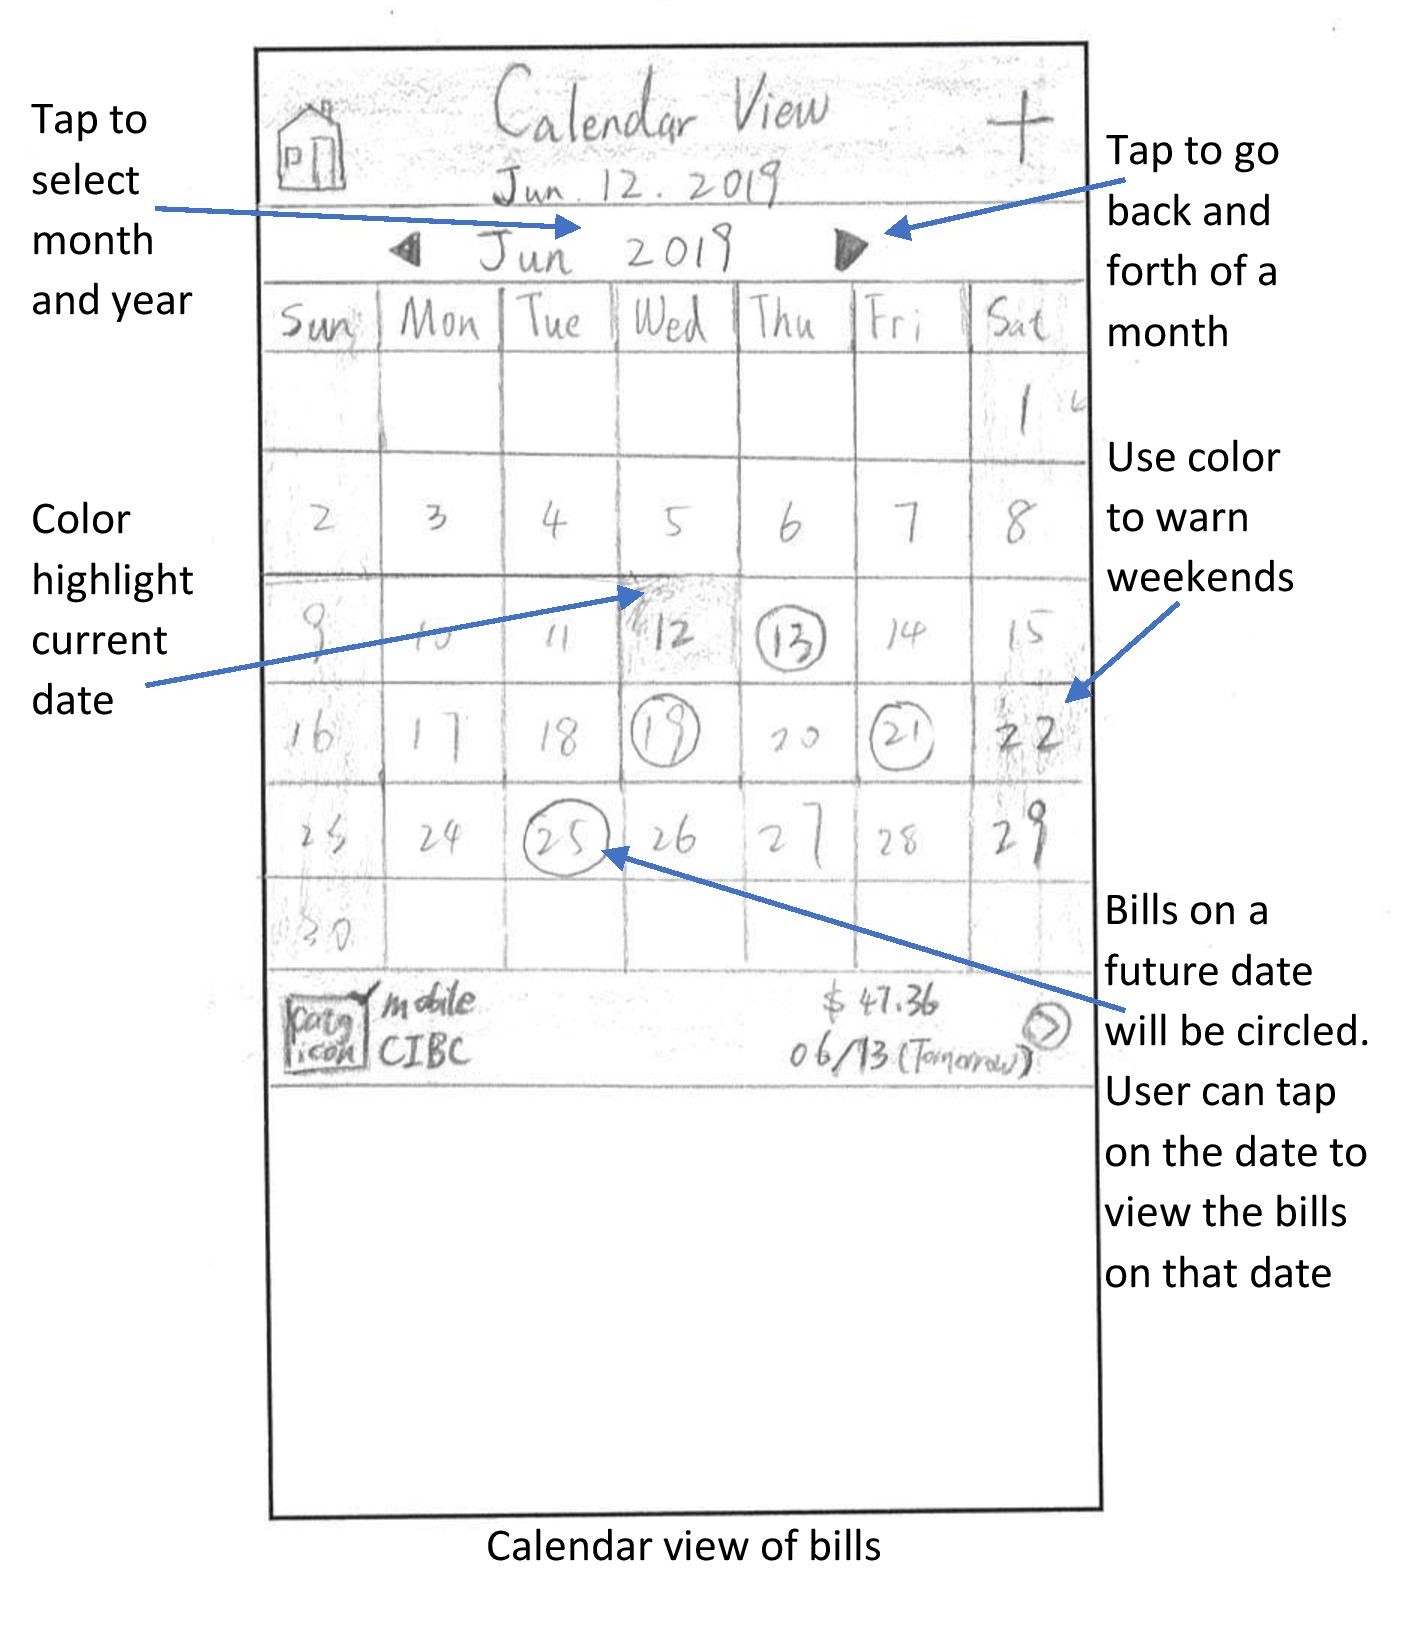 Calendar View
Jun. 12. 2019
Jun 2019
Sun Mon Tue Wed Thu Fri Sat
1
2 3 4 5 6 7 8
9 10 11 12 13 14 15
16 17 18 19 20 21 22
23 24 25 26 27 28 29
30
catg
icon
mobile
CIBC
$ 47.36
06/13 (Tomorrow)
Tap to
select
month
and year
Color
highlight
current
date
Tap to go
back and
forth of a
month
Use color
to warn
weekends
Bills on a
future date
will be circled.
User can tap
on the date to
view the bills
on that date
Calendar view of bills